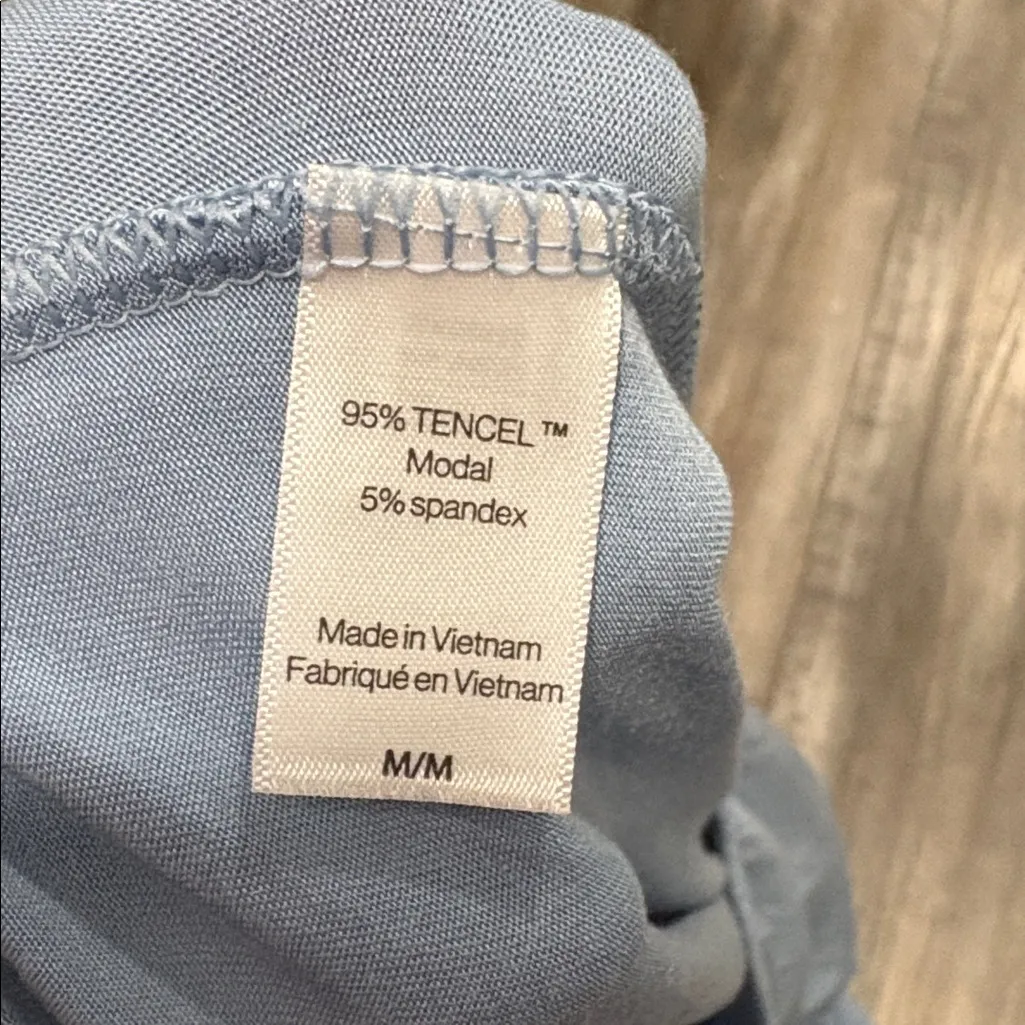 95% TENCEL™
Modal
5% spandex
Made in Vietnam
Fabriqué en Vietnam
M/M